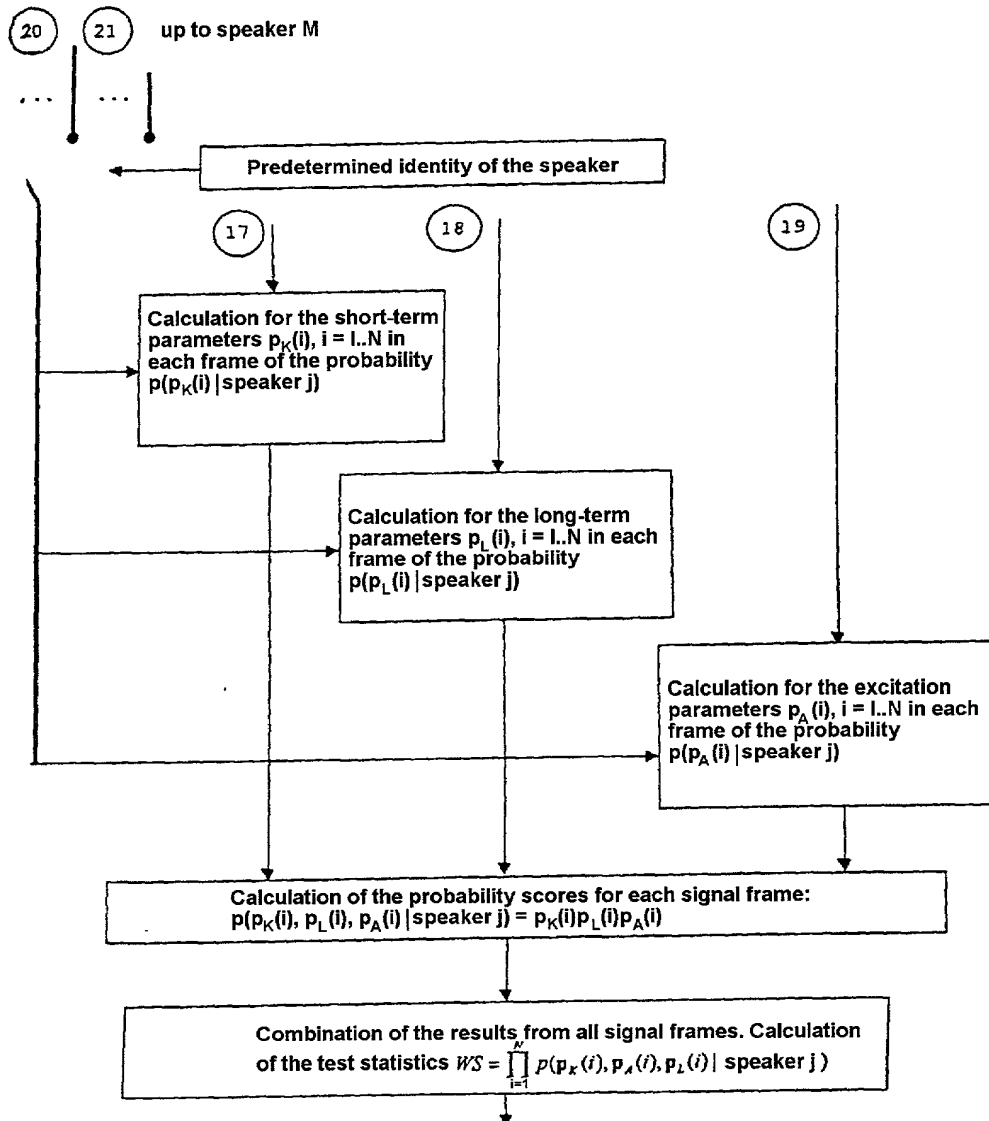 20 21 up to speaker M
... ...
Predetermined identity of the speaker
17 18 19
Calculation for the short-term
parameters p_K(i), i = I..N in
each frame of the probability
p(p_K(i) | speaker j)
Calculation for the long-term
parameters p_L(i), i = I..N in each
frame of the probability
p(p_L(i) | speaker j)
Calculation for the excitation
parameters p_A(i), i = I..N in each
frame of the probability
p(p_A(i) | speaker j)
Calculation of the probability scores for each signal frame:
p(p_K(i), p_L(i), p_A(i) | speaker j) = p_K(i)p_L(i)p_A(i)
Combination of the results from all signal frames. Calculation
of the test statistics WS = ∏_{i=1}^{N} p(p_K(i), p_A(i), p_L(i) | speaker j )